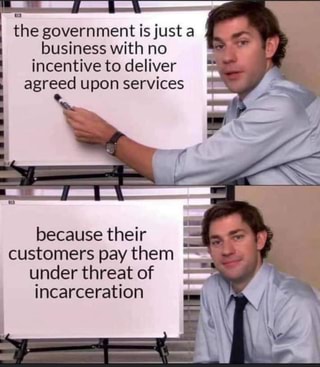 the government is just a
business with no
incentive to deliver
agreed upon services
because their
customers pay them
under threat of
incarceration